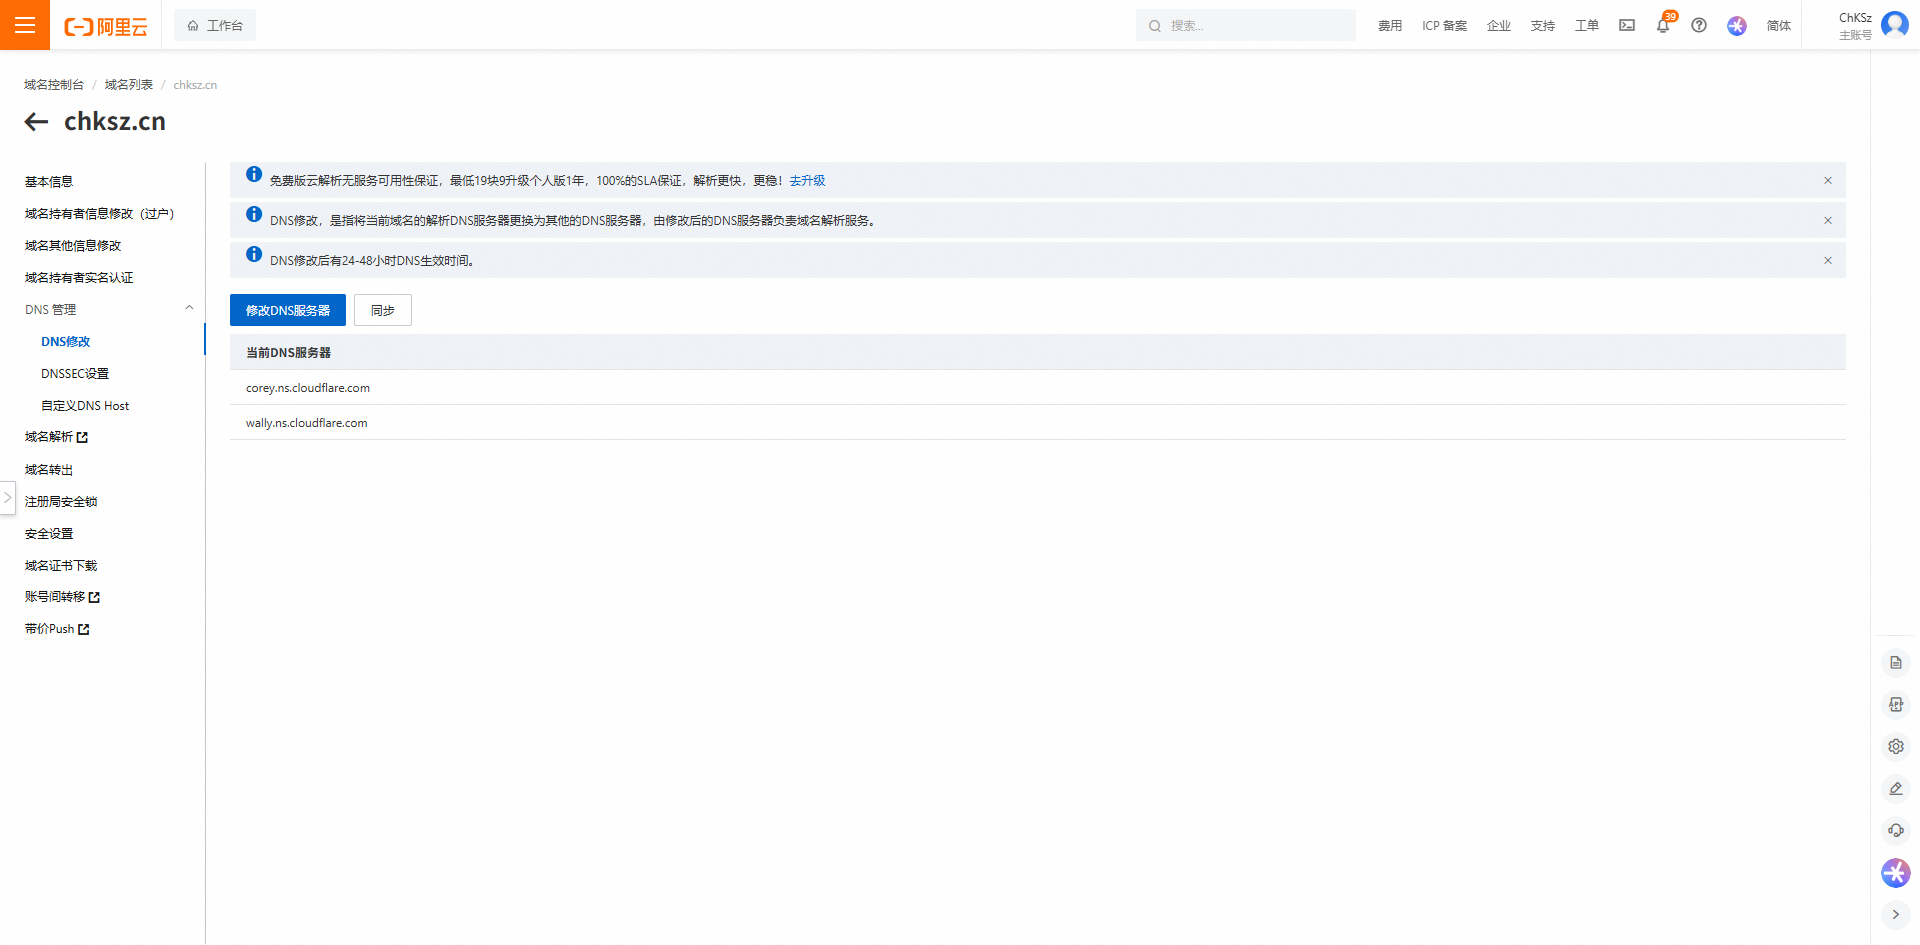 阿里云
工作台
搜索...
费用
ICP 备案
企业
支持
工单
39
简体
ChKSz
主账号
域名控制台 / 域名列表 / chksz.cn
chksz.cn
基本信息
域名持有者信息修改（过户）
域名其他信息修改
域名持有者实名认证
DNS 管理
DNS修改
DNSSEC设置
自定义DNS Host
域名解析
域名转出
注册局安全锁
安全设置
域名证书下载
账号间转移
带价Push
免费版云解析无服务可用性保证，最低19块9升级个人版1年，100%的SLA保证，解析更快，更稳！去升级
DNS修改，是指将当前域名的解析DNS服务器更换为其他的DNS服务器，由修改后的DNS服务器负责域名解析服务。
DNS修改后有24-48小时DNS生效时间。
修改DNS服务器
同步
当前DNS服务器
corey.ns.cloudflare.com
wally.ns.cloudflare.com